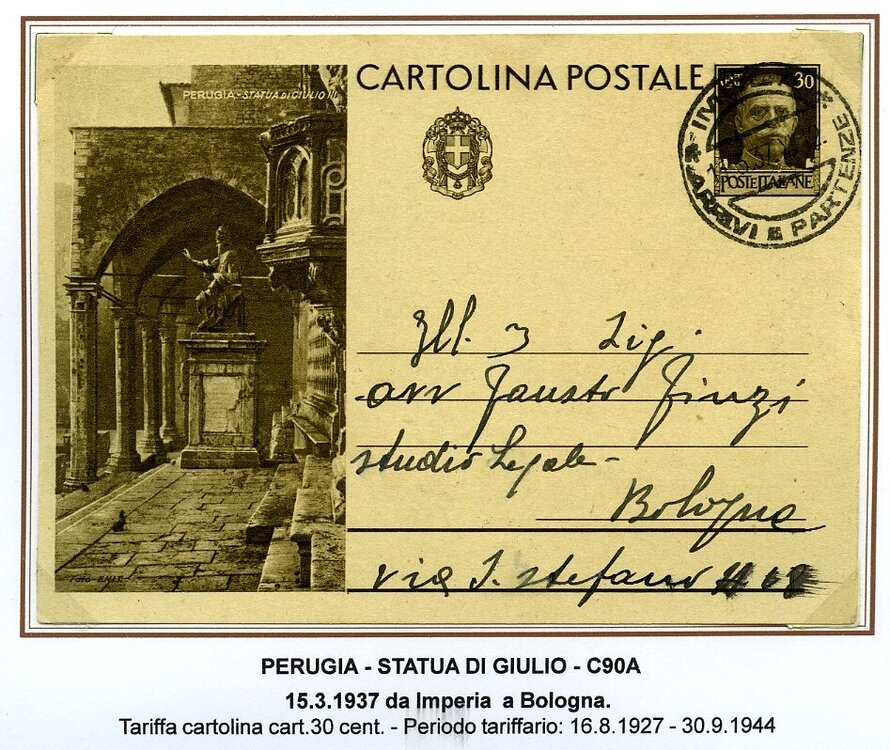 CARTOLINA POSTALE
PERUGIA - STATUA DI GIULIO III
30
POSTE ITALIANE
ARRIVI E PARTENZE
Ill. Sig.
avv Fausto Finzi
studio Legale -
Bologna
via S. Stefano
Foto - E.N.I.T.
PERUGIA - STATUA DI GIULIO - C90A
15.3.1937 da Imperia a Bologna.
Tariffa cartolina cart.30 cent. - Periodo tariffario: 16.8.1927 - 30.9.1944